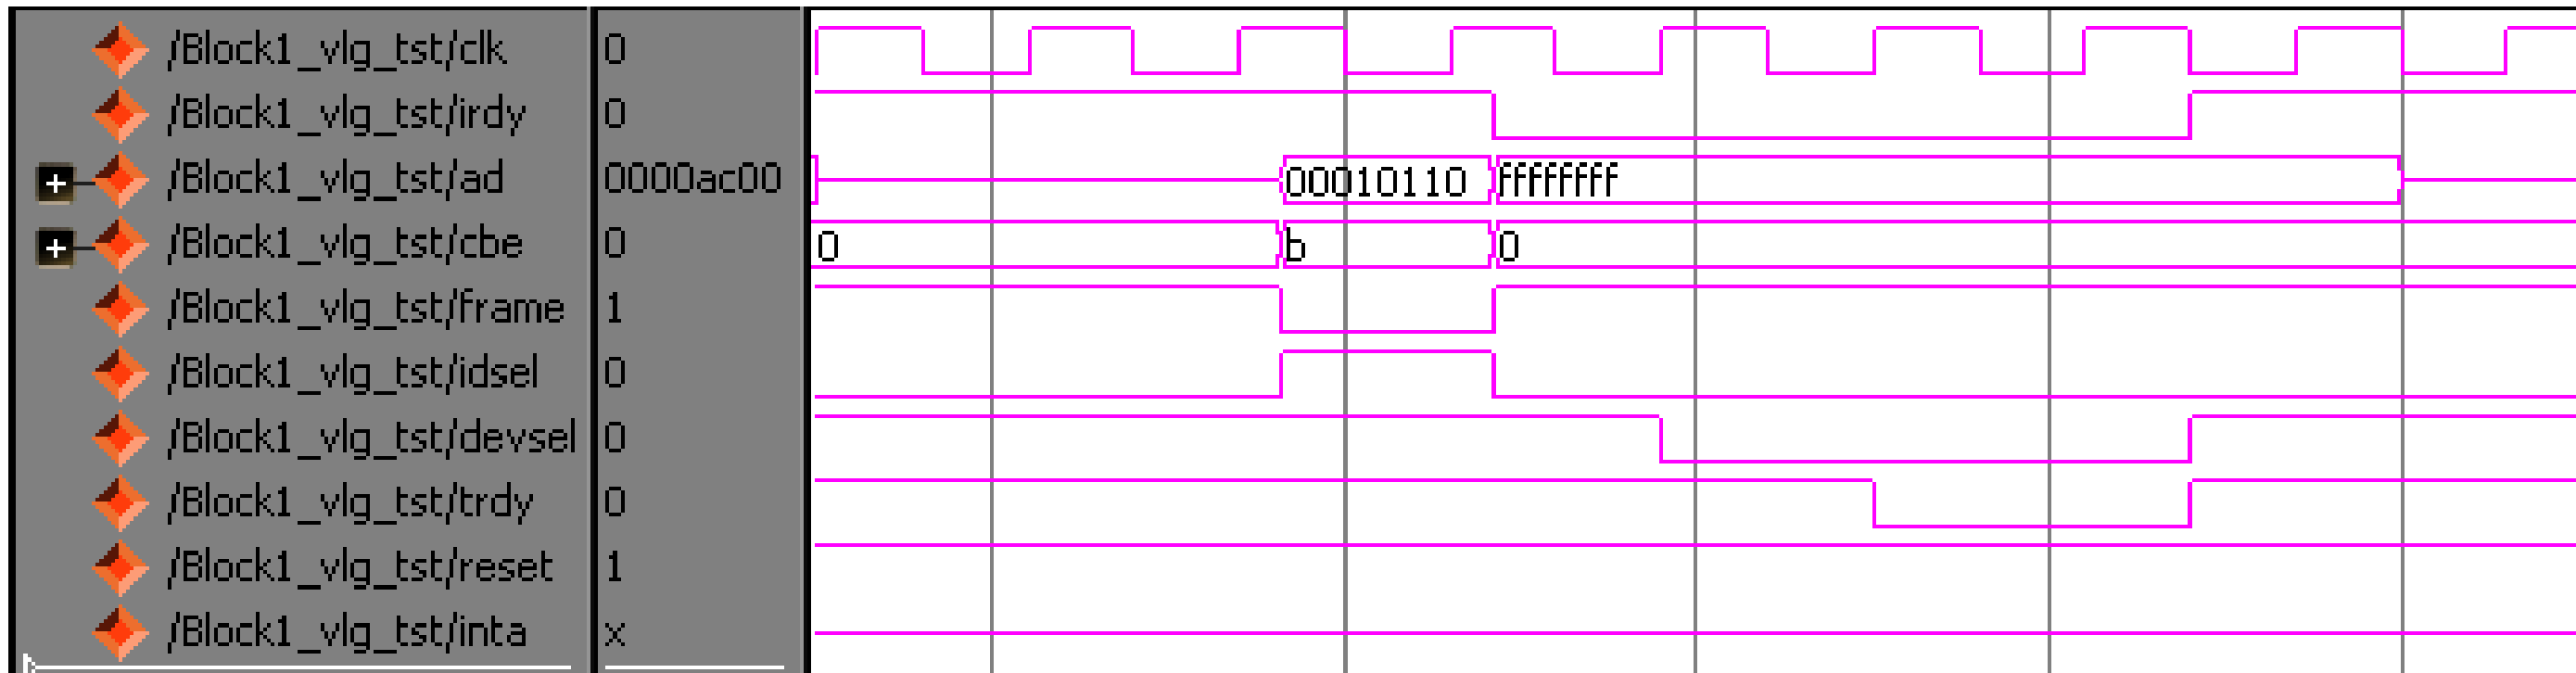 /Block1_vlg_tst/clk 0
/Block1_vlg_tst/irdy 0
/Block1_vlg_tst/ad 0000ac00 00010110 ffffffff
/Block1_vlg_tst/cbe 0 0 b 0
/Block1_vlg_tst/frame 1
/Block1_vlg_tst/idsel 0
/Block1_vlg_tst/devsel 0
/Block1_vlg_tst/trdy 0
/Block1_vlg_tst/reset 1
/Block1_vlg_tst/inta x